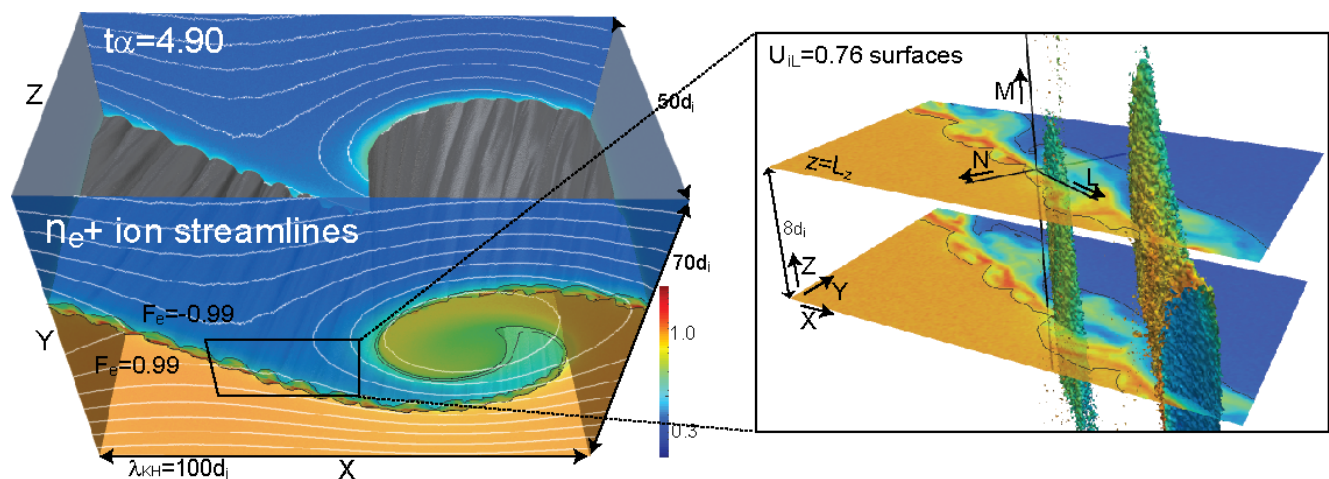 tα=4.90
Z
50dᵢ
nₑ+ ion streamlines
70dᵢ
Fₑ=-0.99
Y
Fₑ=0.99
1.0
0.3
λKH=100dᵢ
X
UᵢL=0.76 surfaces
M
N
z=L_z
L
8dᵢ
Z
Y
X